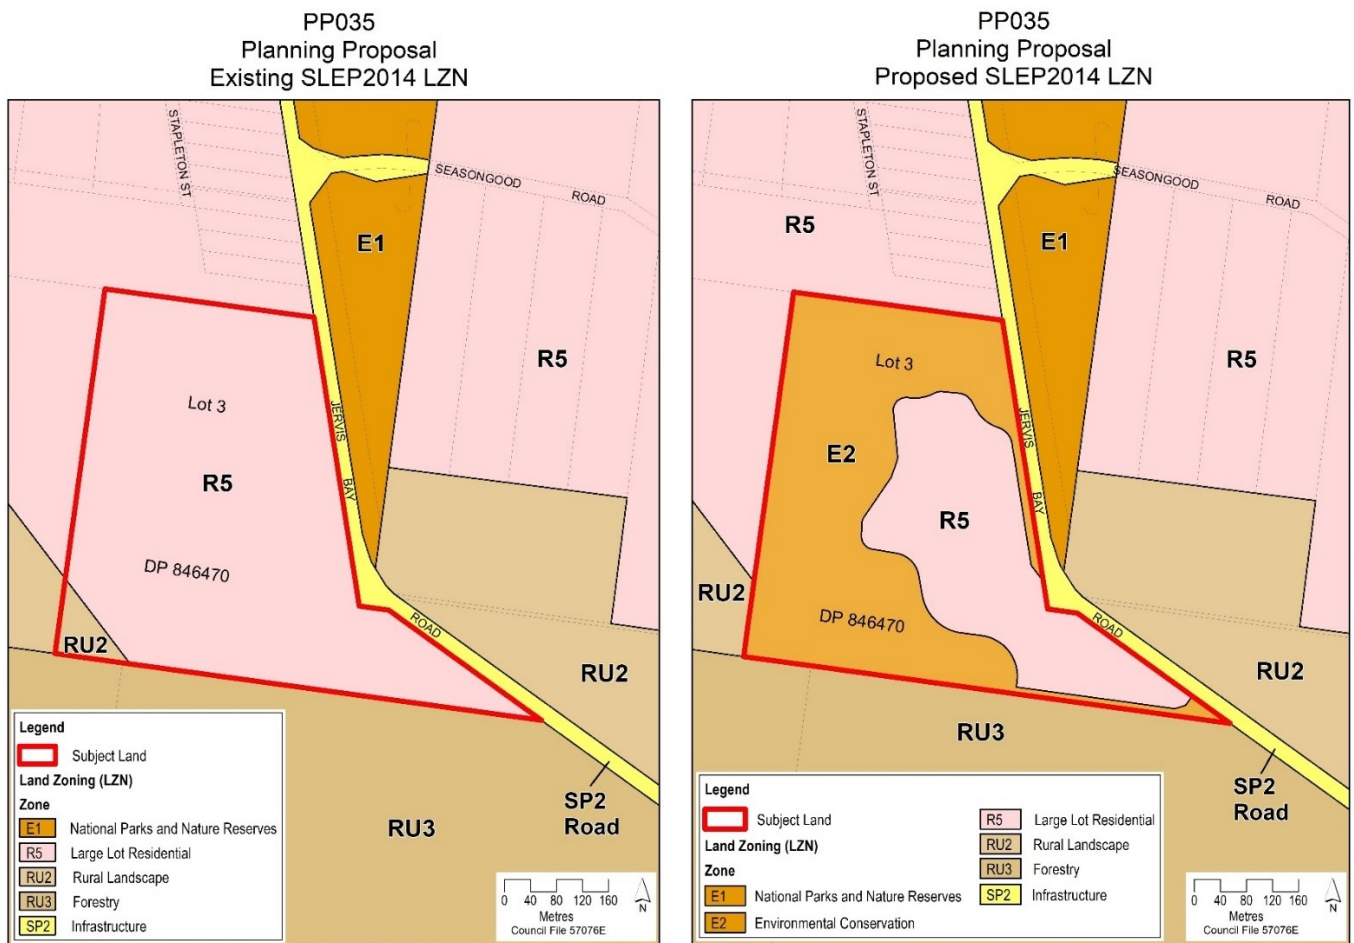 PP035
Planning Proposal
Existing SLEP2014 LZN
STAPLETON ST
SEASONGOOD
ROAD
E1
R5
Lot 3
JERVIS
BAY
R5
DP 846470
ROAD
RU2
RU2
SP2
Road
RU3
Legend
Subject Land
Land Zoning (LZN)
Zone
E1 National Parks and Nature Reserves
R5 Large Lot Residential
RU2 Rural Landscape
RU3 Forestry
SP2 Infrastructure
0 40 80 120 160
Metres
Council File 57076E
N
PP035
Planning Proposal
Proposed SLEP2014 LZN
STAPLETON ST
SEASONGOOD
ROAD
R5
E1
R5
Lot 3
JERVIS
E2
BAY
R5
RU2
DP 846470
ROAD
RU2
RU3
SP2
Road
Legend
Subject Land
Land Zoning (LZN)
Zone
E1 National Parks and Nature Reserves
E2 Environmental Conservation
R5 Large Lot Residential
RU2 Rural Landscape
RU3 Forestry
SP2 Infrastructure
0 40 80 120 160
Metres
Council File 57076E
N